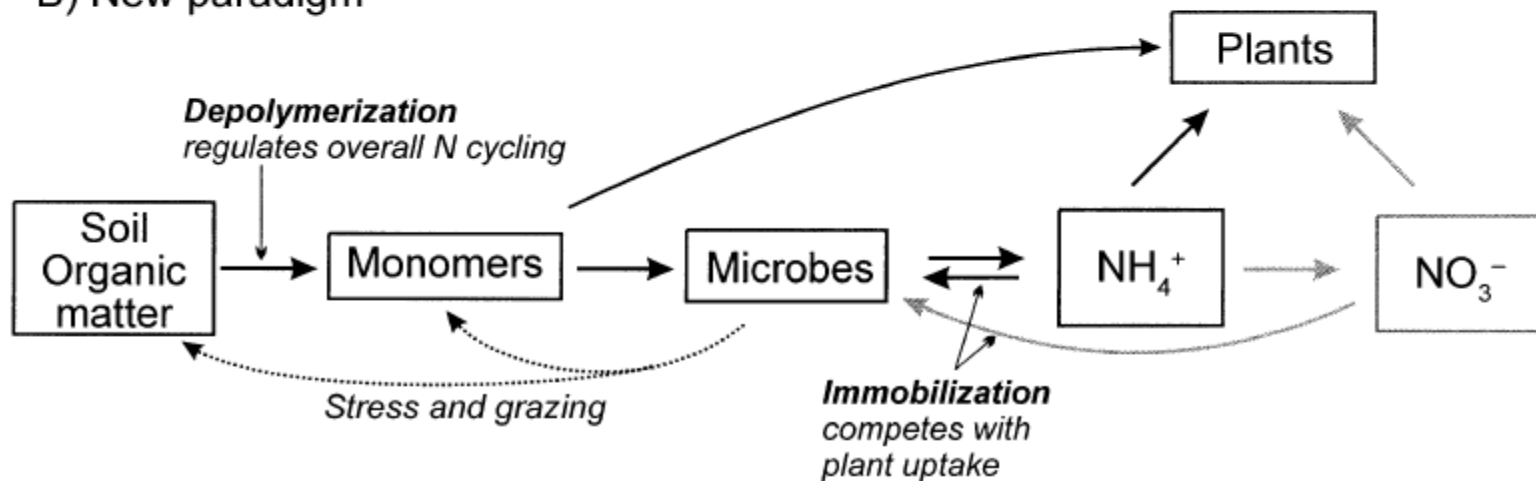 B) New paradigm
Plants
Depolymerization
regulates overall N cycling
Soil
Organic
matter
Monomers
Microbes
NH₄⁺
NO₃⁻
Stress and grazing
Immobilization
competes with
plant uptake